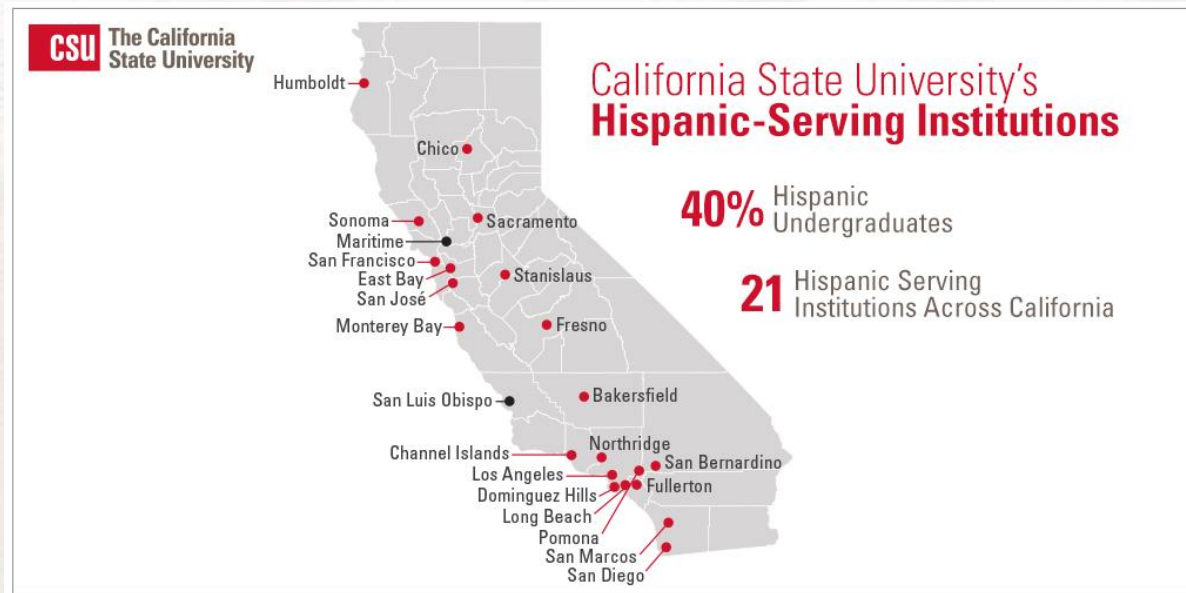 CSU The California
State University
California State University's
Hispanic-Serving Institutions
40% Hispanic
Undergraduates
21 Hispanic Serving
Institutions Across California
Humboldt
Chico
Sonoma
Sacramento
Maritime
San Francisco
East Bay
Stanislaus
San José
Monterey Bay
Fresno
San Luis Obispo
Bakersfield
Channel Islands
Northridge
San Bernardino
Los Angeles
Dominguez Hills
Fullerton
Long Beach
Pomona
San Marcos
San Diego